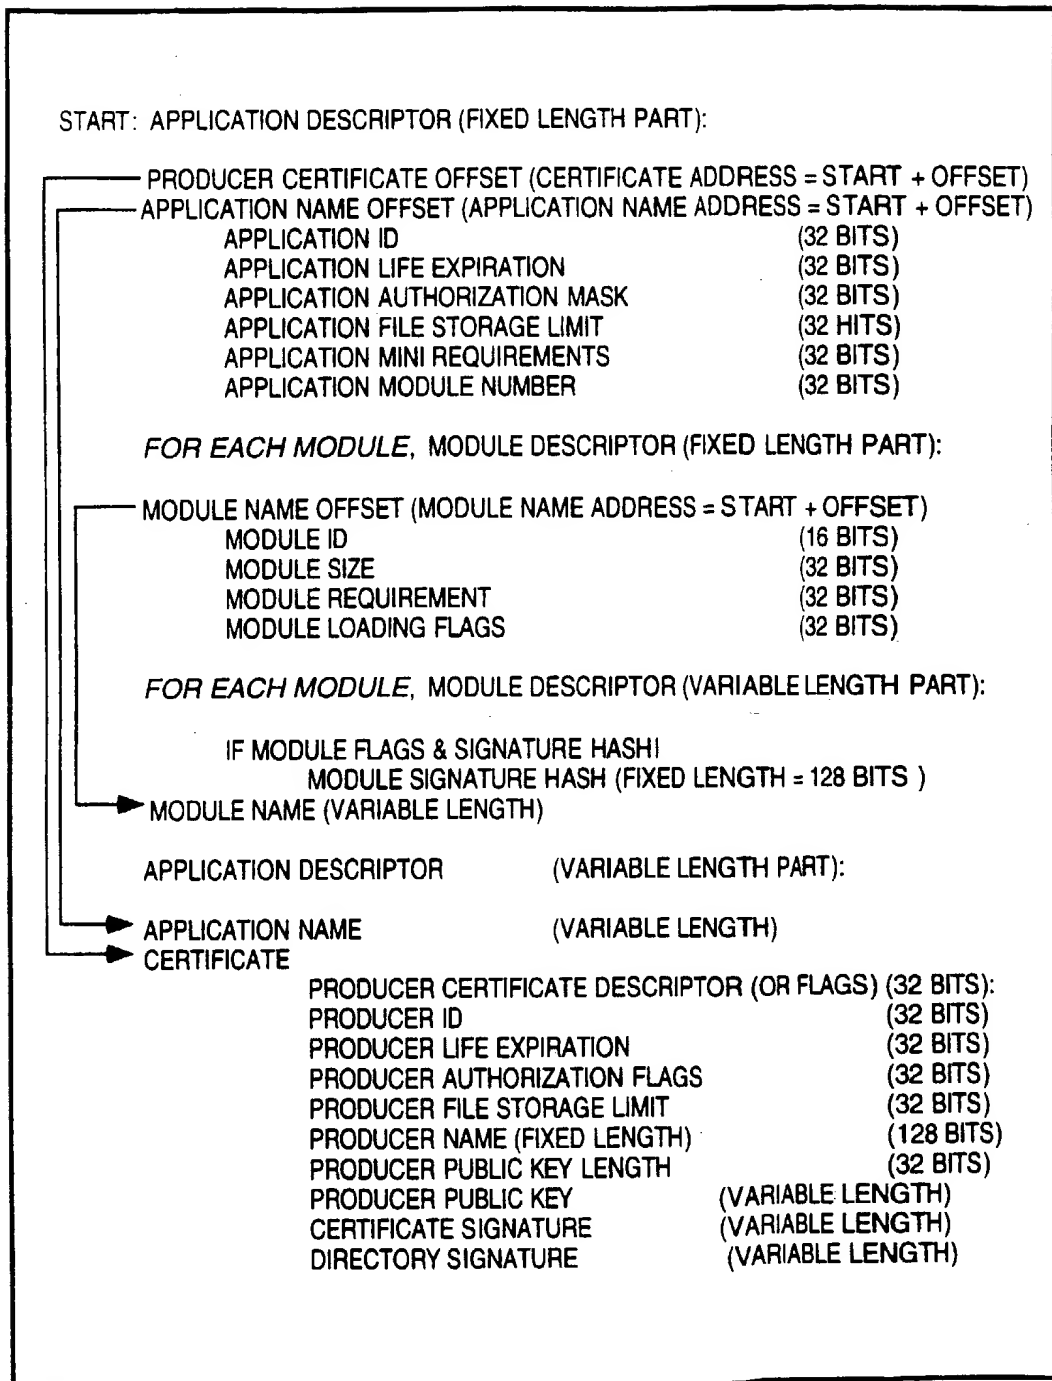 START: APPLICATION DESCRIPTOR (FIXED LENGTH PART):
PRODUCER CERTIFICATE OFFSET (CERTIFICATE ADDRESS = START + OFFSET)
APPLICATION NAME OFFSET (APPLICATION NAME ADDRESS = START + OFFSET)
APPLICATION ID (32 BITS)
APPLICATION LIFE EXPIRATION (32 BITS)
APPLICATION AUTHORIZATION MASK (32 BITS)
APPLICATION FILE STORAGE LIMIT (32 HITS)
APPLICATION MINI REQUIREMENTS (32 BITS)
APPLICATION MODULE NUMBER (32 BITS)
FOR EACH MODULE, MODULE DESCRIPTOR (FIXED LENGTH PART):
MODULE NAME OFFSET (MODULE NAME ADDRESS = START + OFFSET)
MODULE ID (16 BITS)
MODULE SIZE (32 BITS)
MODULE REQUIREMENT (32 BITS)
MODULE LOADING FLAGS (32 BITS)
FOR EACH MODULE, MODULE DESCRIPTOR (VARIABLE LENGTH PART):
IF MODULE FLAGS & SIGNATURE HASHI
MODULE SIGNATURE HASH (FIXED LENGTH = 128 BITS )
MODULE NAME (VARIABLE LENGTH)
APPLICATION DESCRIPTOR (VARIABLE LENGTH PART):
APPLICATION NAME (VARIABLE LENGTH)
CERTIFICATE
PRODUCER CERTIFICATE DESCRIPTOR (OR FLAGS) (32 BITS):
PRODUCER ID (32 BITS)
PRODUCER LIFE EXPIRATION (32 BITS)
PRODUCER AUTHORIZATION FLAGS (32 BITS)
PRODUCER FILE STORAGE LIMIT (32 BITS)
PRODUCER NAME (FIXED LENGTH) (128 BITS)
PRODUCER PUBLIC KEY LENGTH (32 BITS)
PRODUCER PUBLIC KEY (VARIABLE LENGTH)
CERTIFICATE SIGNATURE (VARIABLE LENGTH)
DIRECTORY SIGNATURE (VARIABLE LENGTH)